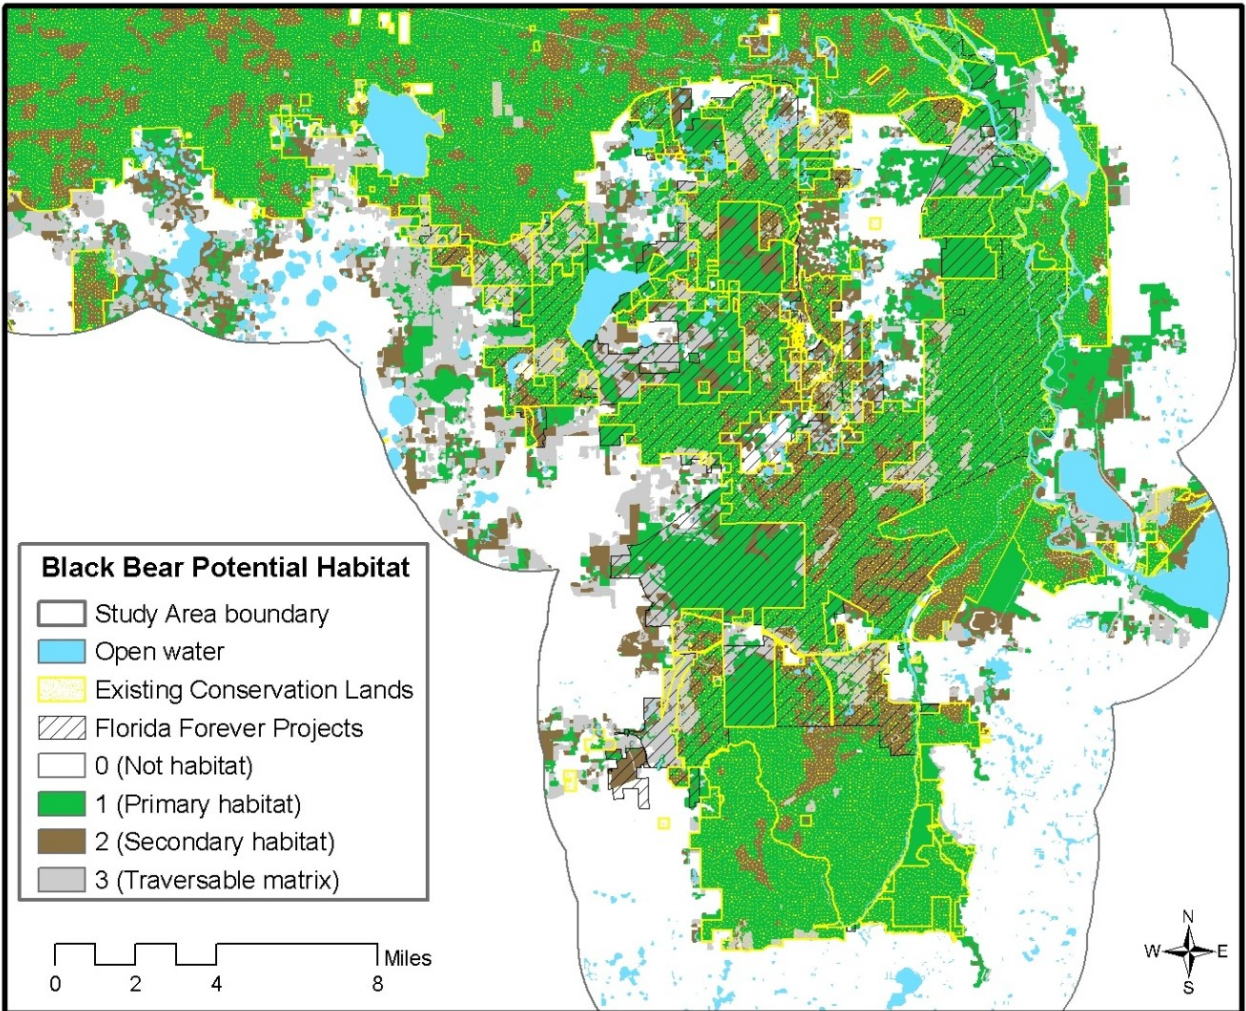 Black Bear Potential Habitat
Study Area boundary
Open water
Existing Conservation Lands
Florida Forever Projects
0 (Not habitat)
1 (Primary habitat)
2 (Secondary habitat)
3 (Traversable matrix)
Miles
0 2 4 8
N
W E
S